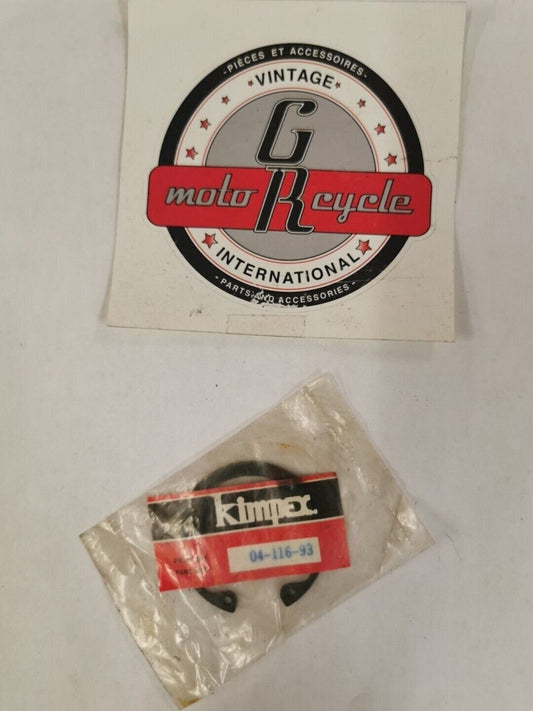 - PIÈCES ET ACCESSOIRES -
VINTAGE
G
moto R cycle
INTERNATIONAL
- PARTS AND ACCESSORIES -
kimpex
04-116-93